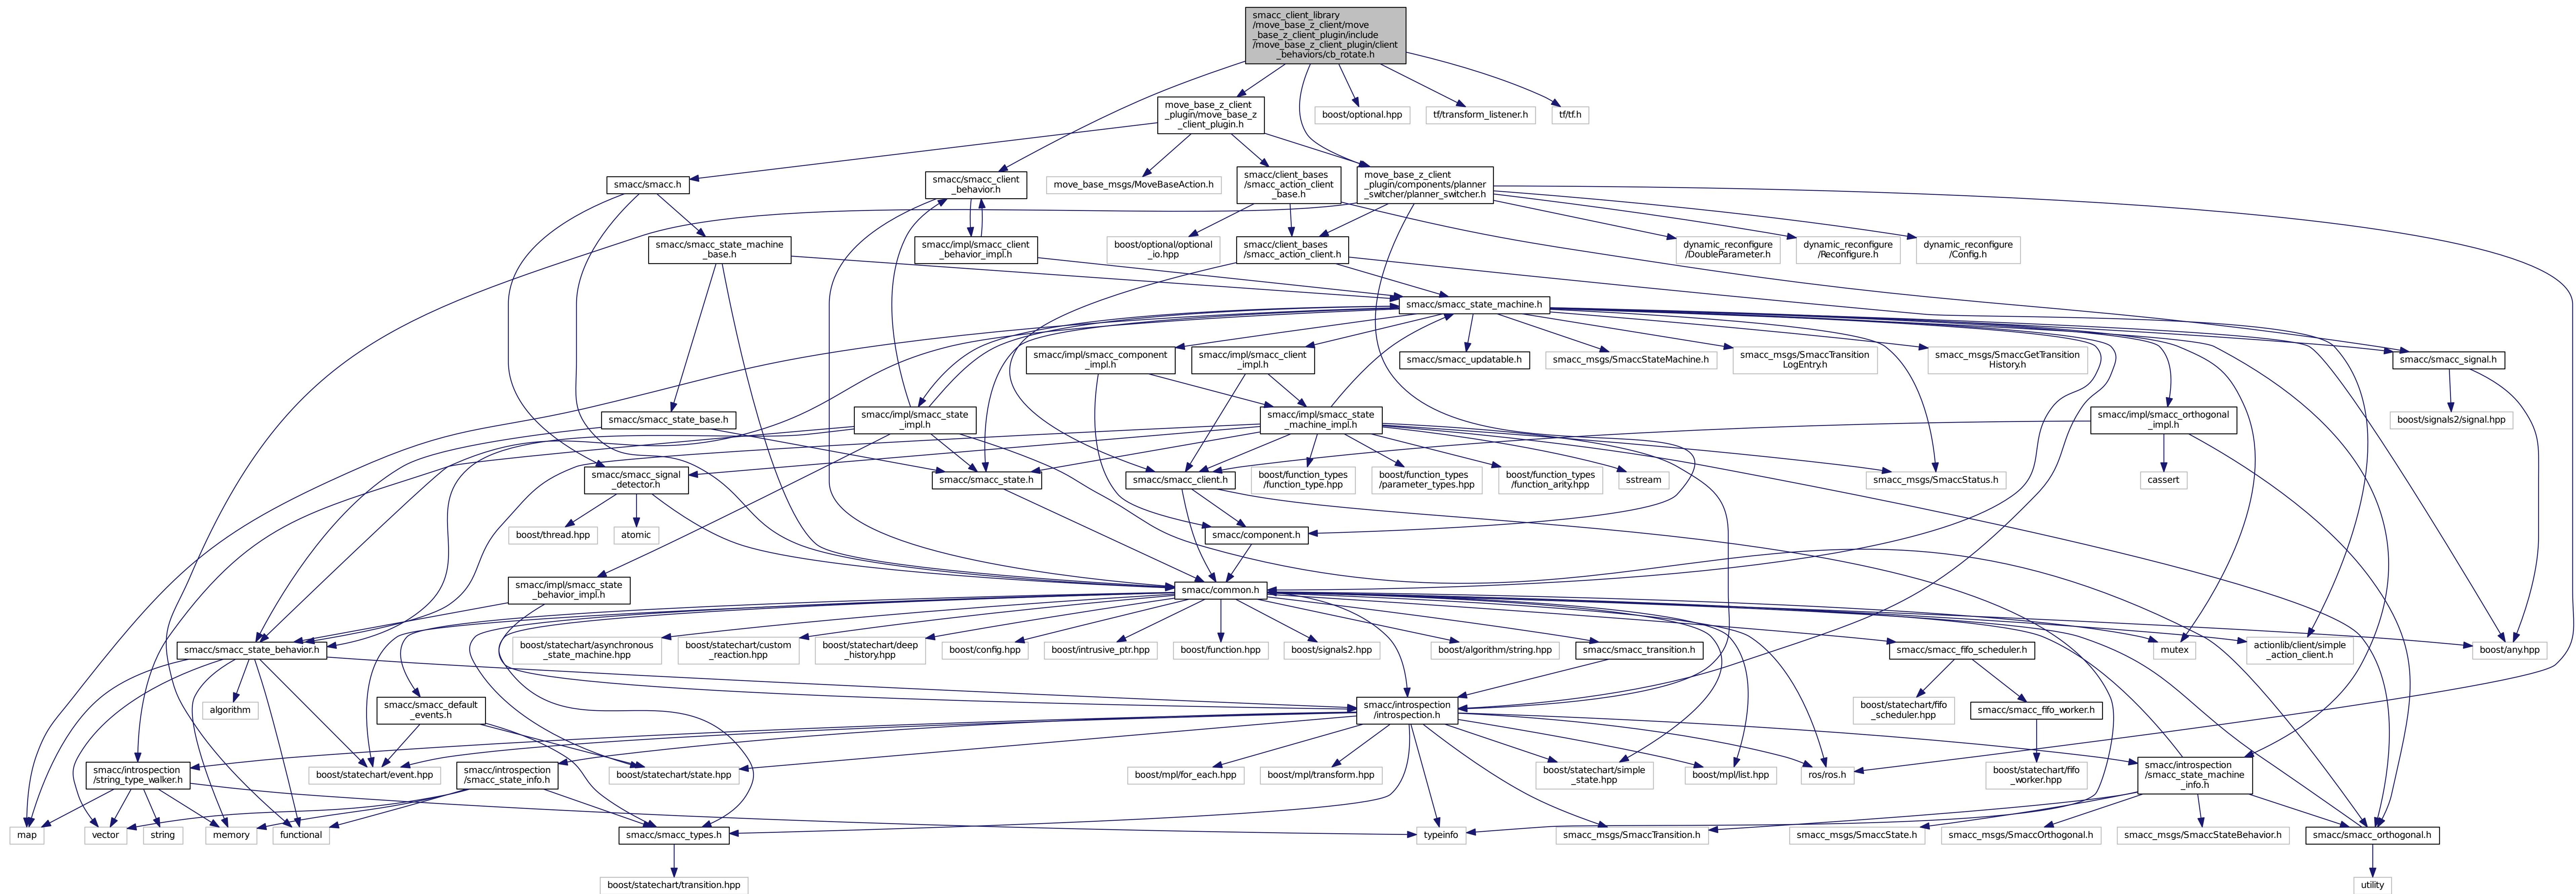 smacc_client_library
/move_base_z_client/move
_base_z_client_plugin/include
/move_base_z_client_plugin/client
_behaviors/cb_rotate.h
move_base_z_client
_plugin/move_base_z
_client_plugin.h
boost/optional.hpp
tf/transform_listener.h
tf/tf.h
smacc/smacc.h
smacc/smacc_client
_behavior.h
move_base_msgs/MoveBaseAction.h
smacc/client_bases
/smacc_action_client
_base.h
move_base_z_client
_plugin/components/planner
_switcher/planner_switcher.h
smacc/smacc_state_machine
_base.h
smacc/impl/smacc_client
_behavior_impl.h
boost/optional/optional
_io.hpp
smacc/client_bases
/smacc_action_client.h
dynamic_reconfigure
/DoubleParameter.h
dynamic_reconfigure
/Reconfigure.h
dynamic_reconfigure
/Config.h
smacc/smacc_state_machine.h
smacc/impl/smacc_component
_impl.h
smacc/impl/smacc_client
_impl.h
smacc/smacc_updatable.h
smacc_msgs/SmaccStateMachine.h
smacc_msgs/SmaccTransition
LogEntry.h
smacc_msgs/SmaccGetTransition
History.h
smacc/smacc_signal.h
smacc/smacc_state_base.h
smacc/impl/smacc_state
_impl.h
smacc/impl/smacc_state
_machine_impl.h
smacc/impl/smacc_orthogonal
_impl.h
boost/signals2/signal.hpp
smacc/smacc_signal
_detector.h
smacc/smacc_state.h
smacc/smacc_client.h
boost/function_types
/function_type.hpp
boost/function_types
/parameter_types.hpp
boost/function_types
/function_arity.hpp
sstream
smacc_msgs/SmaccStatus.h
cassert
boost/thread.hpp
atomic
smacc/component.h
smacc/impl/smacc_state
_behavior_impl.h
smacc/common.h
smacc/smacc_state_behavior.h
boost/statechart/asynchronous
_state_machine.hpp
boost/statechart/custom
_reaction.hpp
boost/statechart/deep
_history.hpp
boost/config.hpp
boost/intrusive_ptr.hpp
boost/function.hpp
boost/signals2.hpp
boost/algorithm/string.hpp
smacc/smacc_transition.h
smacc/smacc_fifo_scheduler.h
mutex
actionlib/client/simple
_action_client.h
boost/any.hpp
algorithm
smacc/smacc_default
_events.h
smacc/introspection
/introspection.h
boost/statechart/fifo
_scheduler.hpp
smacc/smacc_fifo_worker.h
smacc/introspection
/string_type_walker.h
boost/statechart/event.hpp
smacc/introspection
/smacc_state_info.h
boost/statechart/state.hpp
boost/mpl/for_each.hpp
boost/mpl/transform.hpp
boost/statechart/simple
_state.hpp
boost/mpl/list.hpp
ros/ros.h
boost/statechart/fifo
_worker.hpp
smacc/introspection
/smacc_state_machine
_info.h
map
vector
string
memory
functional
smacc/smacc_types.h
typeinfo
smacc_msgs/SmaccTransition.h
smacc_msgs/SmaccState.h
smacc_msgs/SmaccOrthogonal.h
smacc_msgs/SmaccStateBehavior.h
smacc/smacc_orthogonal.h
boost/statechart/transition.hpp
utility